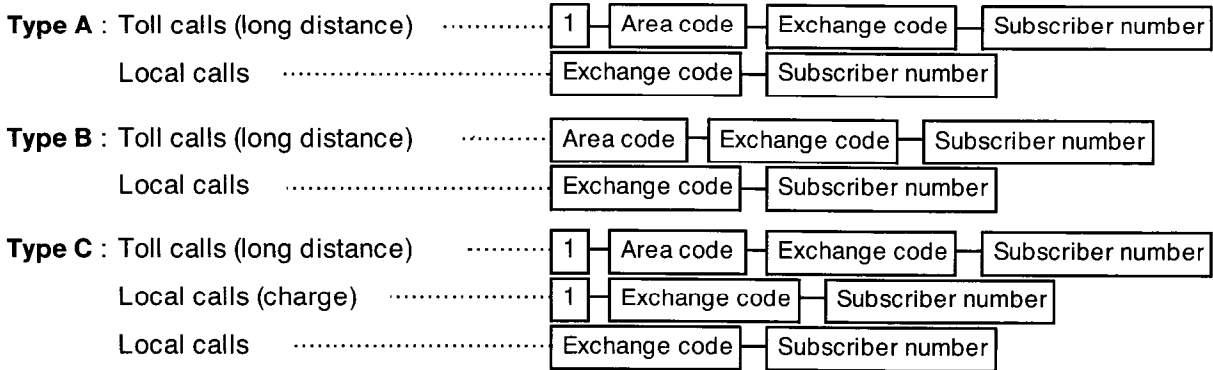 Type A : Toll calls (long distance) ·················· 1 Area code Exchange code Subscriber number
Local calls ······························ Exchange code Subscriber number
Type B : Toll calls (long distance) ·············· Area code Exchange code Subscriber number
Local calls ······························ Exchange code Subscriber number
Type C : Toll calls (long distance) ·············· 1 Area code Exchange code Subscriber number
Local calls (charge) ···················· 1 Exchange code Subscriber number
Local calls ······························ Exchange code Subscriber number